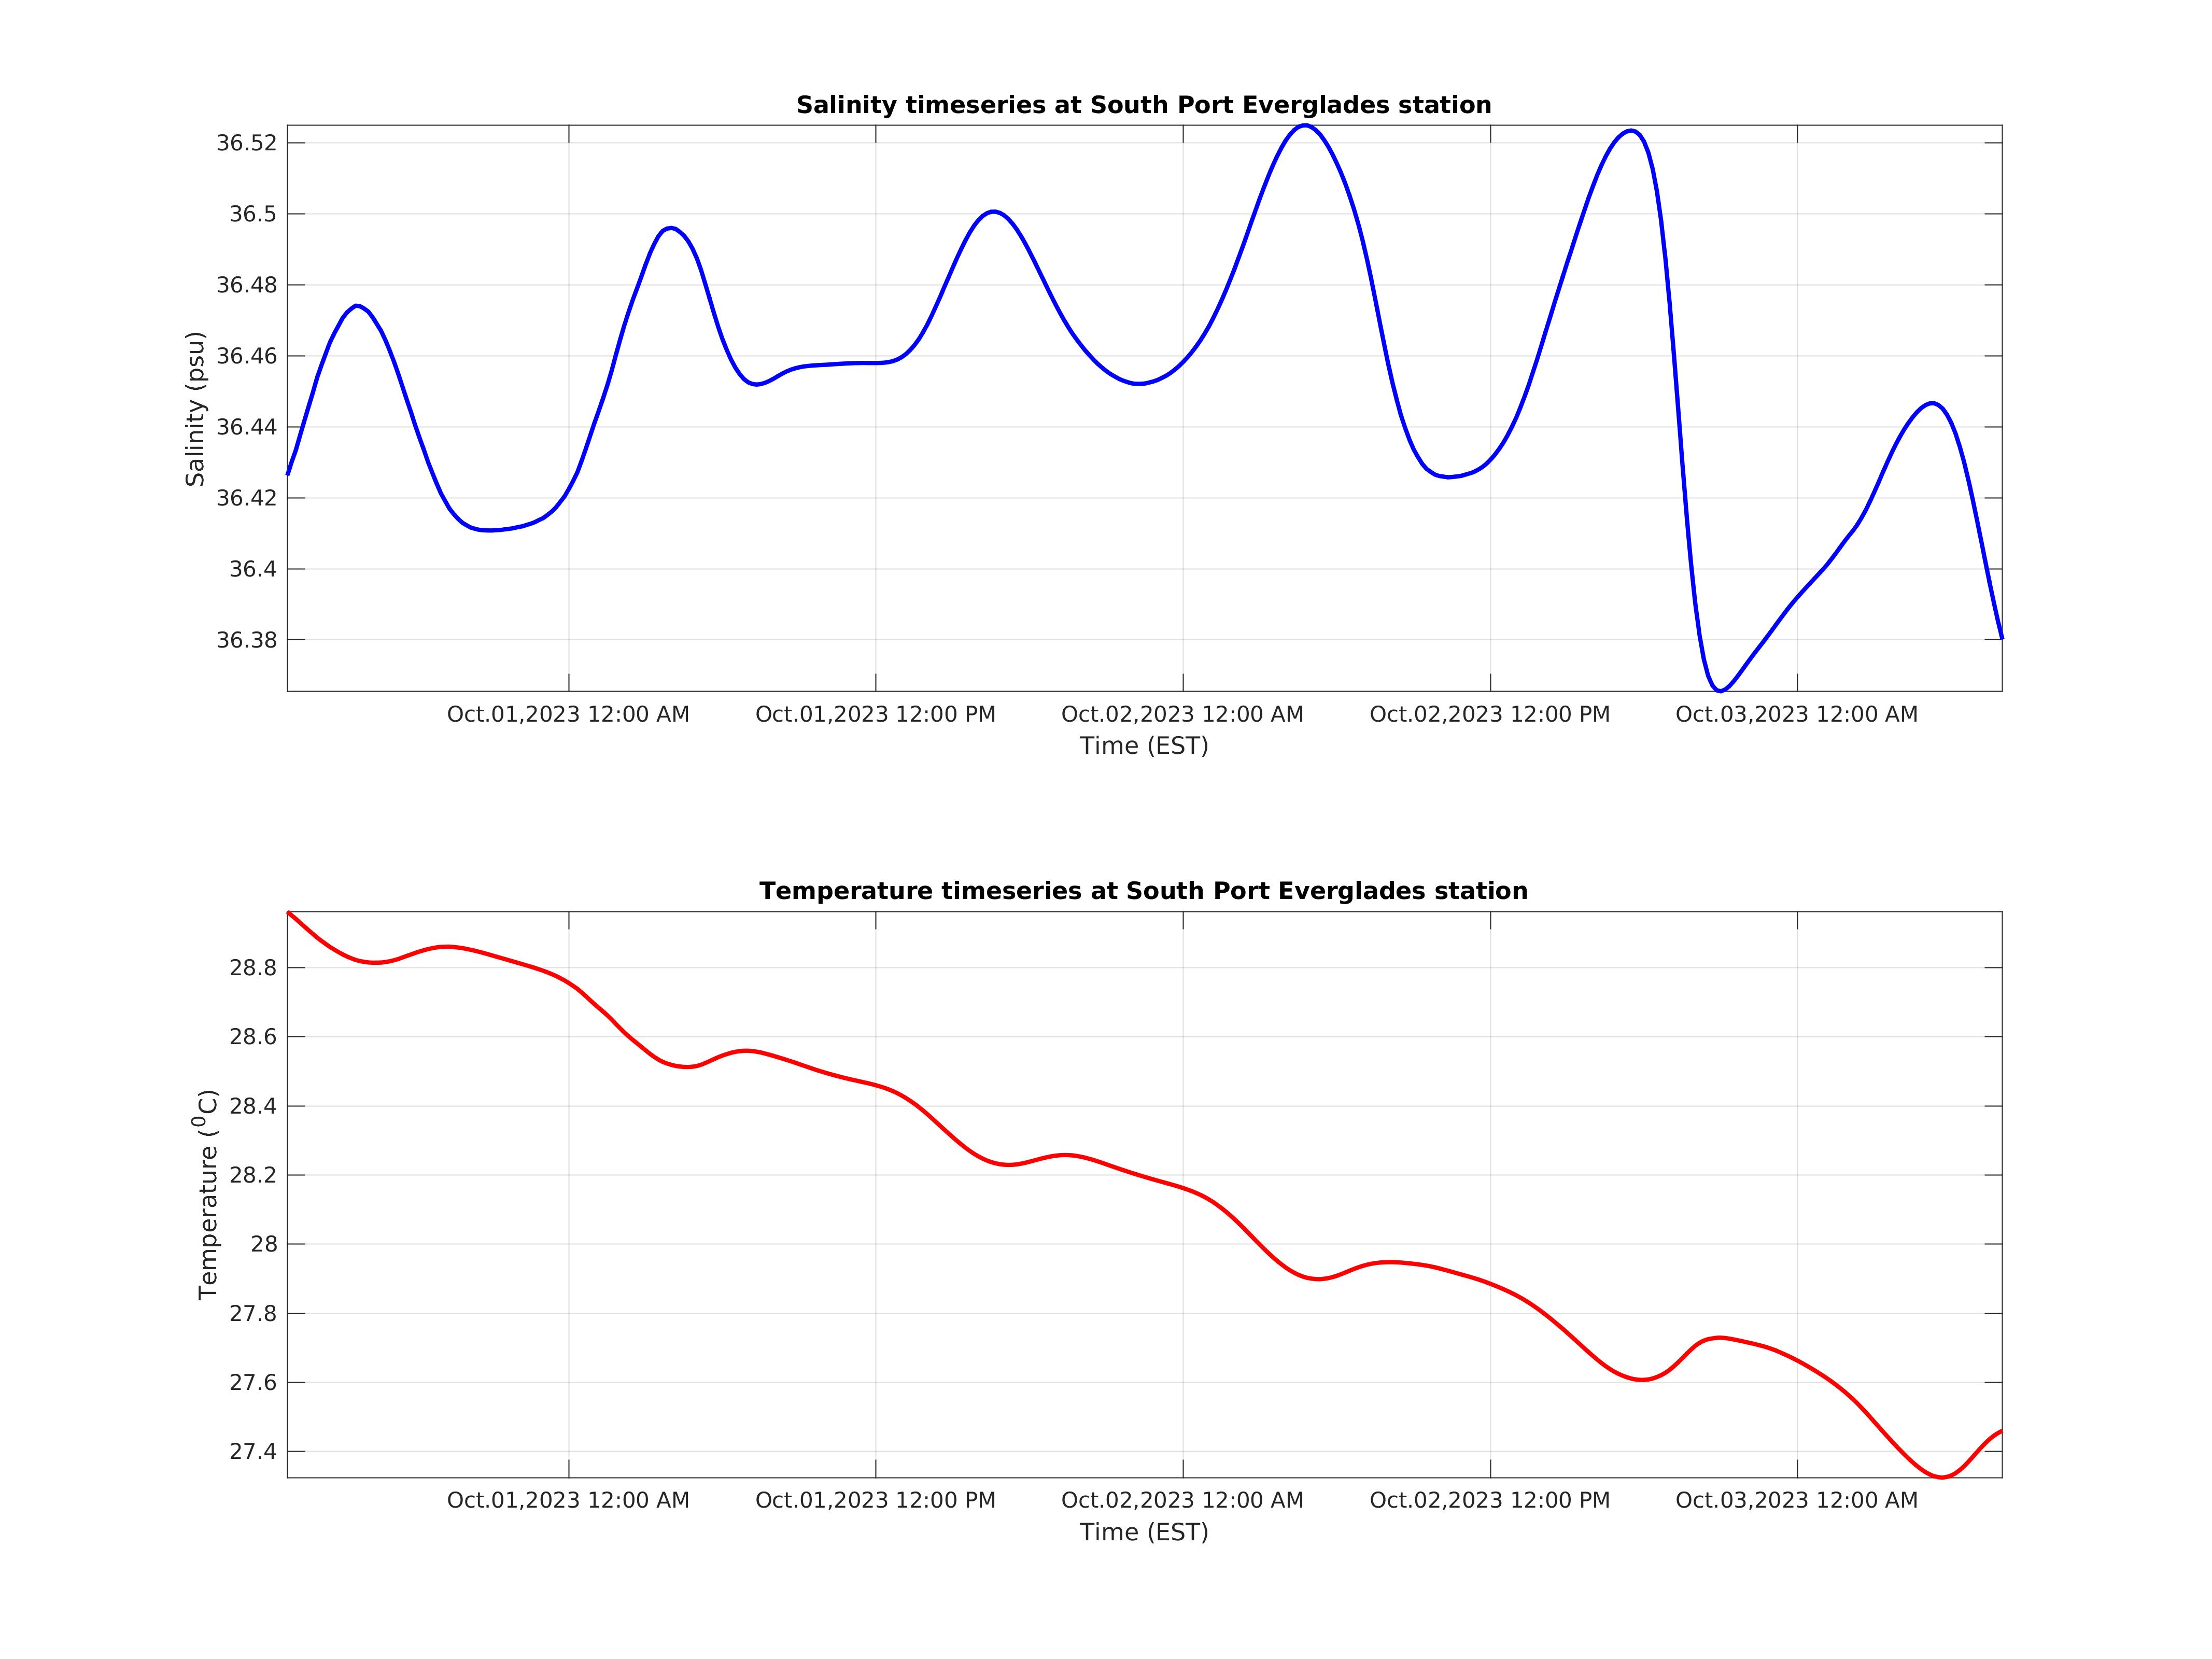 Salinity timeseries at South Port Everglades station
36.52
36.5
36.48
36.46
36.44
36.42
36.4
36.38
Salinity (psu)
Oct.01,2023 12:00 AM Oct.01,2023 12:00 PM Oct.02,2023 12:00 AM Oct.02,2023 12:00 PM Oct.03,2023 12:00 AM
Time (EST)
Temperature timeseries at South Port Everglades station
28.8
28.6
28.4
28.2
28
27.8
27.6
27.4
Temperature (⁰C)
Oct.01,2023 12:00 AM Oct.01,2023 12:00 PM Oct.02,2023 12:00 AM Oct.02,2023 12:00 PM Oct.03,2023 12:00 AM
Time (EST)